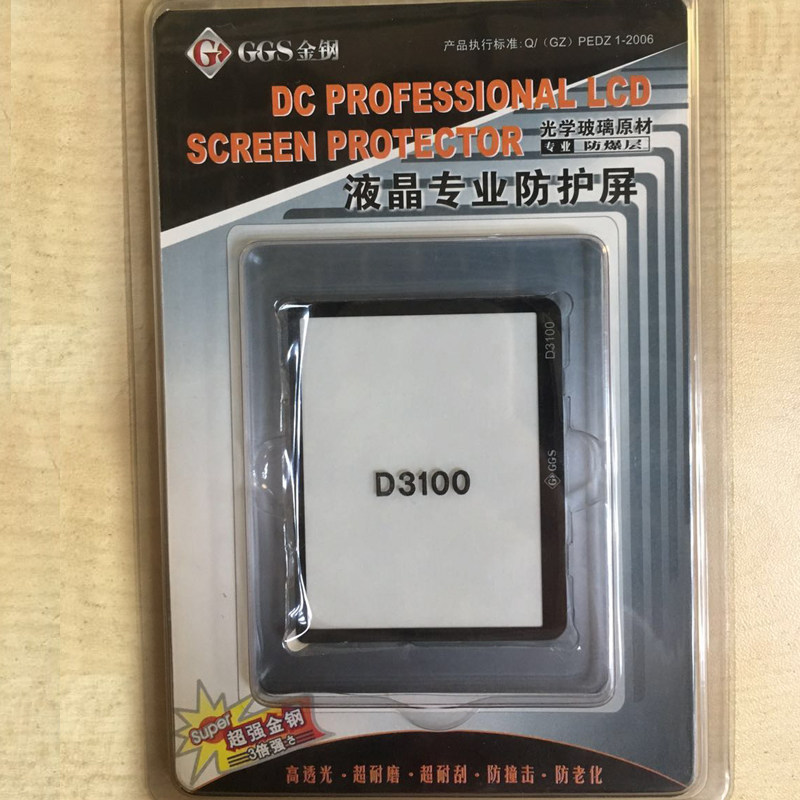 G GGS金钢
产品执行标准:Q/(GZ)PEDZ 1-2006
DC PROFESSIONAL LCD
SCREEN PROTECTOR
光学玻璃原材
专业 防爆层
液晶专业防护屏
D3100
D3100
G GGS
Super
超强金钢
3倍强
高透光·超耐磨·超耐刮·防撞击·防老化